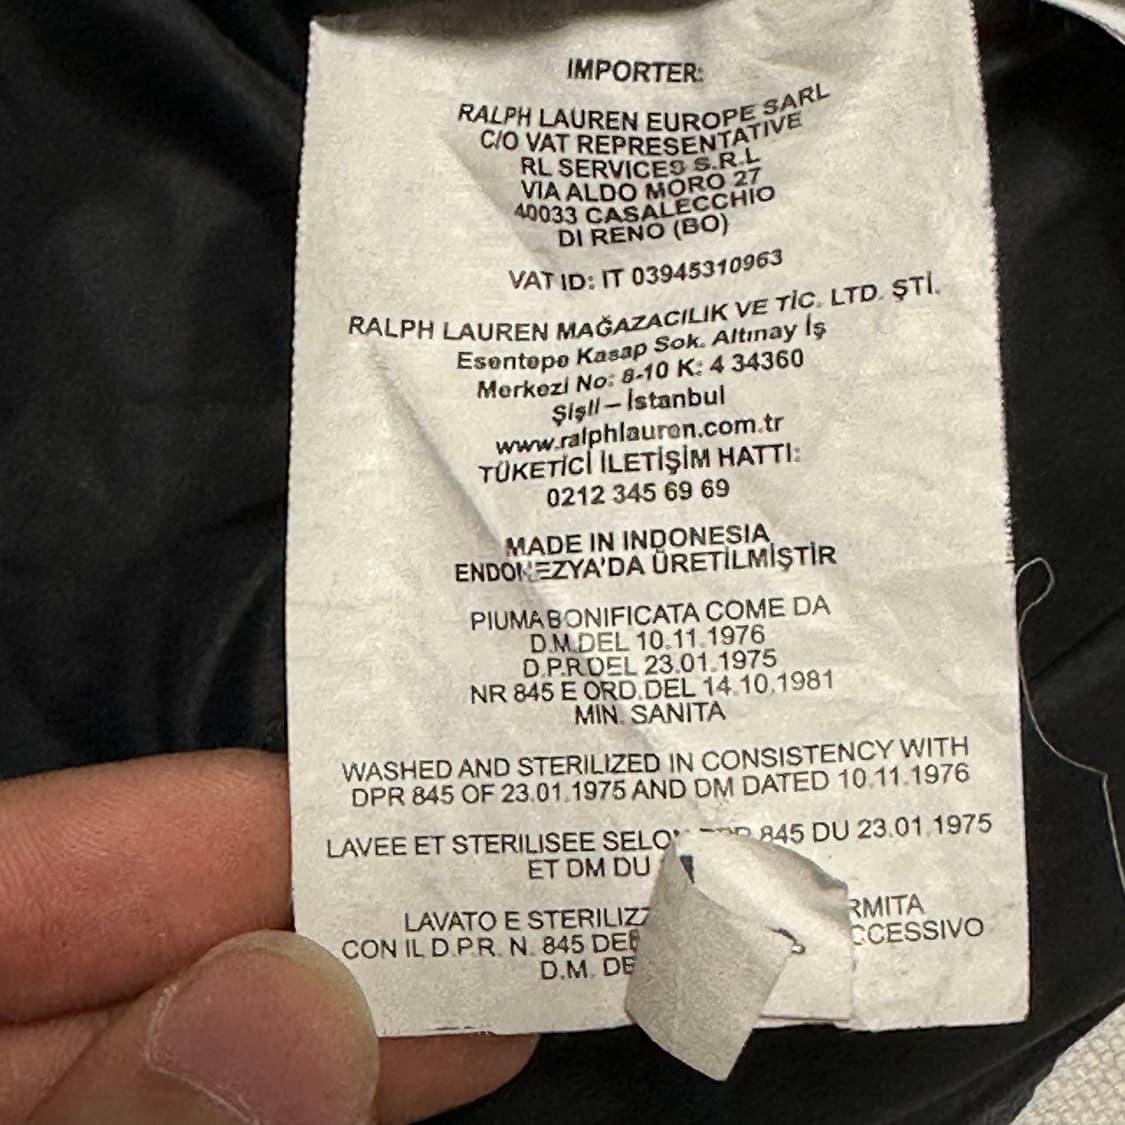 IMPORTER:
RALPH LAUREN EUROPE SARL
C/O VAT REPRESENTATIVE
RL SERVICES S.R.L
VIA ALDO MORO 27
40033 CASALECCHIO
DI RENO (BO)
VAT ID: IT 03945310963
RALPH LAUREN MAĞAZACILIK VE TİC. LTD. ŞTİ.
Esentepe Kasap Sok. Altınay İş
Merkezi No: 8-10 K: 4 34360
Şişli – İstanbul
www.ralphlauren.com.tr
TÜKETİCİ İLETİŞİM HATTI:
0212 345 69 69
MADE IN INDONESIA
ENDONEZYA'DA ÜRETİLMİŞTİR
PIUMA BONIFICATA COME DA
D.M.DEL 10.11.1976
D.P.R.DEL 23.01.1975
NR 845 E ORD.DEL 14.10.1981
MIN. SANITA
WASHED AND STERILIZED IN CONSISTENCY WITH
DPR 845 OF 23.01.1975 AND DM DATED 10.11.1976
LAVEE ET STERILISEE 845 DU 23.01.1975
ET DM DU
LAVATO E
CON IL D.P.R. N. 845
D.M.